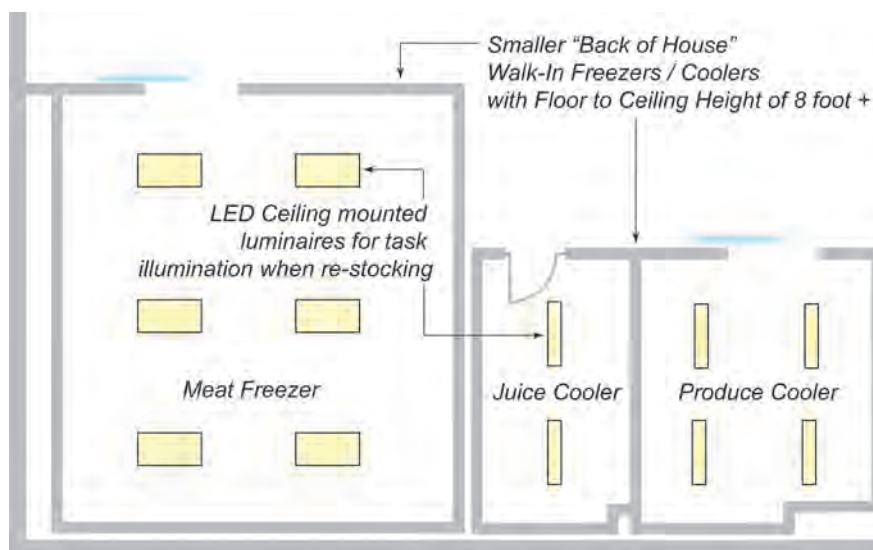 Smaller “Back of House”
Walk-In Freezers / Coolers
with Floor to Ceiling Height of 8 foot +
LED Ceiling mounted
luminaires for task
illumination when re-stocking
Meat Freezer
Juice Cooler
Produce Cooler